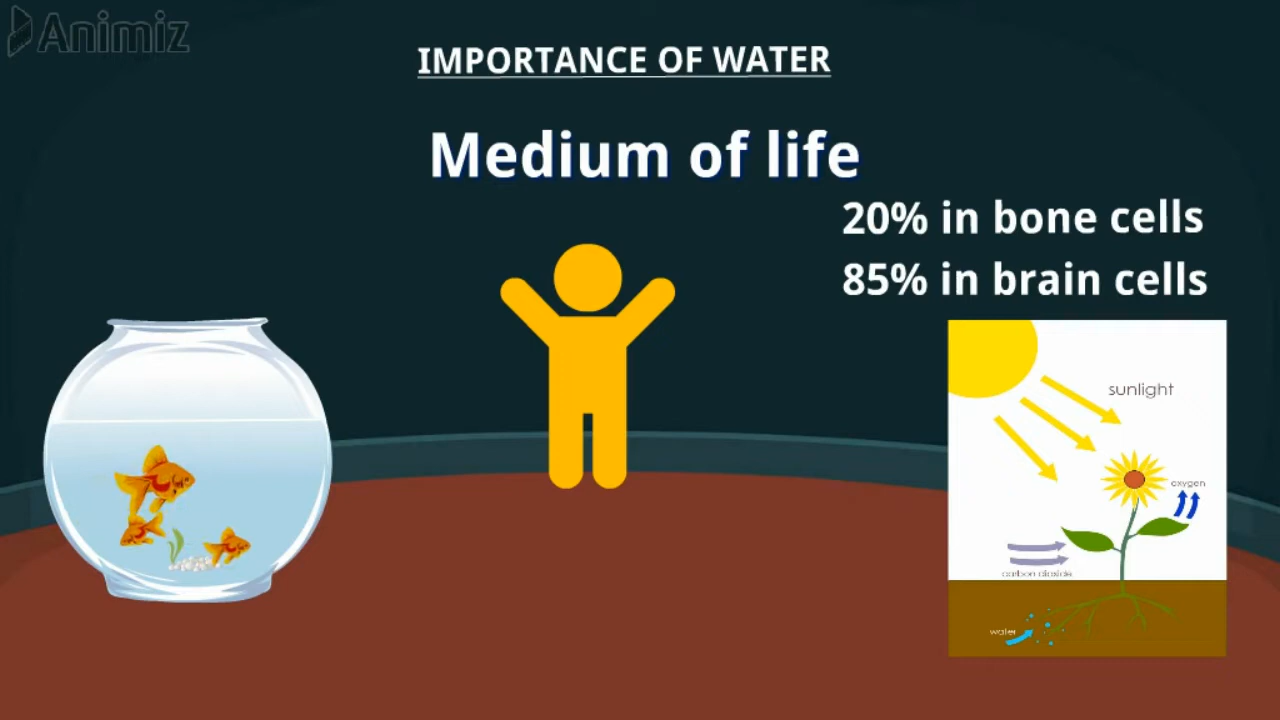 Animiz
IMPORTANCE OF WATER
Medium of life
20% in bone cells
85% in brain cells
sunlight
oxygen
carbon dioxide
water